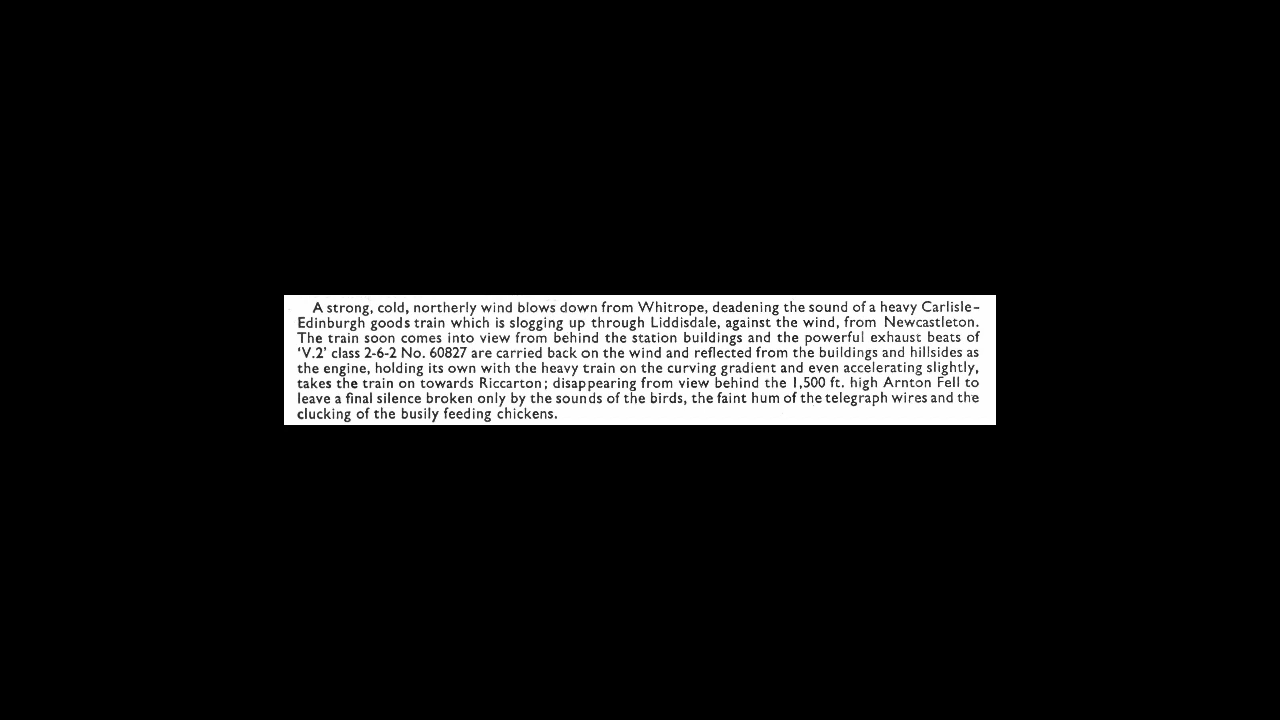 A strong, cold, northerly wind blows down from Whitrope, deadening the sound of a heavy Carlisle-
Edinburgh goods train which is slogging up through Liddisdale, against the wind, from Newcastleton.
The train soon comes into view from behind the station buildings and the powerful exhaust beats of
'V.2' class 2-6-2 No. 60827 are carried back on the wind and reflected from the buildings and hillsides as
the engine, holding its own with the heavy train on the curving gradient and even accelerating slightly,
takes the train on towards Riccarton; disappearing from view behind the 1,500 ft. high Arnton Fell to
leave a final silence broken only by the sounds of the birds, the faint hum of the telegraph wires and the
clucking of the busily feeding chickens.